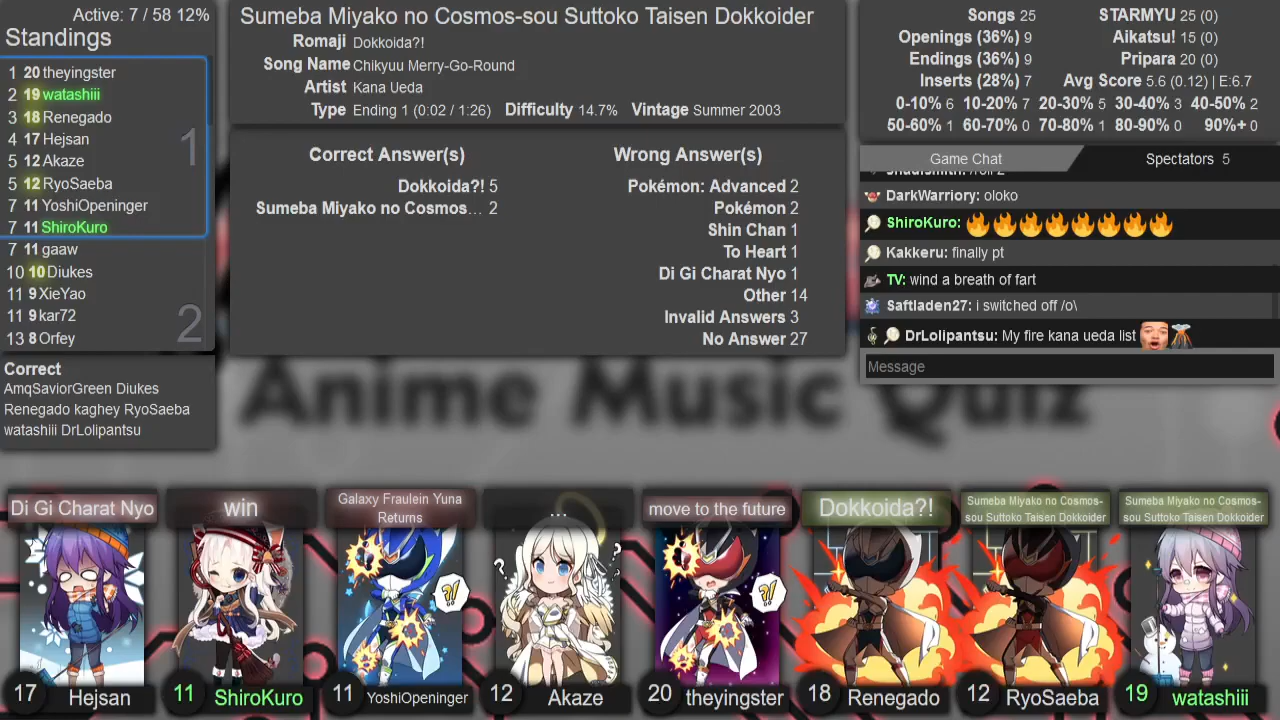 Active: 7 / 58 12%
Standings
1 20 theyingster
2 19 watashiii
3 18 Renegado
4 17 Hejsan
5 12 Akaze
5 12 RyoSaeba
7 11 YoshiOpeninger
7 11 ShiroKuro
7 11 gaaw
10 10 Diukes
11 9 XieYao
11 9 kar72
13 8 Orfey
1
2
Correct
AmqSaviorGreen Diukes
Renegado kaghey RyoSaeba
watashiii DrLolipantsu
Sumeba Miyako no Cosmos-sou Suttoko Taisen Dokkoider
Romaji Dokkoida?!
Song Name Chikyuu Merry-Go-Round
Artist Kana Ueda
Type Ending 1 (0:02 / 1:26) Difficulty 14.7% Vintage Summer 2003
Correct Answer(s)
Dokkoida?! 5
Sumeba Miyako no Cosmos... 2
Wrong Answer(s)
Pokémon: Advanced 2
Pokémon 2
Shin Chan 1
To Heart 1
Di Gi Charat Nyo 1
Other 14
Invalid Answers 3
No Answer 27
Songs 25
Openings (36%) 9
Endings (36%) 9
Inserts (28%) 7
STARMYU 25 (0)
Aikatsu! 15 (0)
Pripara 20 (0)
Avg Score 5.6 (0.12) | E:6.7
0-10% 6 10-20% 7 20-30% 5 30-40% 3 40-50% 2
50-60% 1 60-70% 0 70-80% 1 80-90% 0 90%+ 0
Game Chat
Spectators 5
DarkWarriory: oloko
ShiroKuro: 🔥🔥🔥🔥🔥🔥🔥🔥
Kakkeru: finally pt
TV: wind a breath of fart
Saftladen27: i switched off /o\
DrLolipantsu: My fire kana ueda list
Message
Anime Music Quiz
Di Gi Charat Nyo
win
Galaxy Fraulein Yuna
Returns
...
move to the future
Dokkoida?!
Sumeba Miyako no Cosmos-
sou Suttoko Taisen Dokkoider
Sumeba Miyako no Cosmos-
sou Suttoko Taisen Dokkoider
17 Hejsan
11 ShiroKuro
11 YoshiOpeninger
12 Akaze
20 theyingster
18 Renegado
12 RyoSaeba
19 watashiii